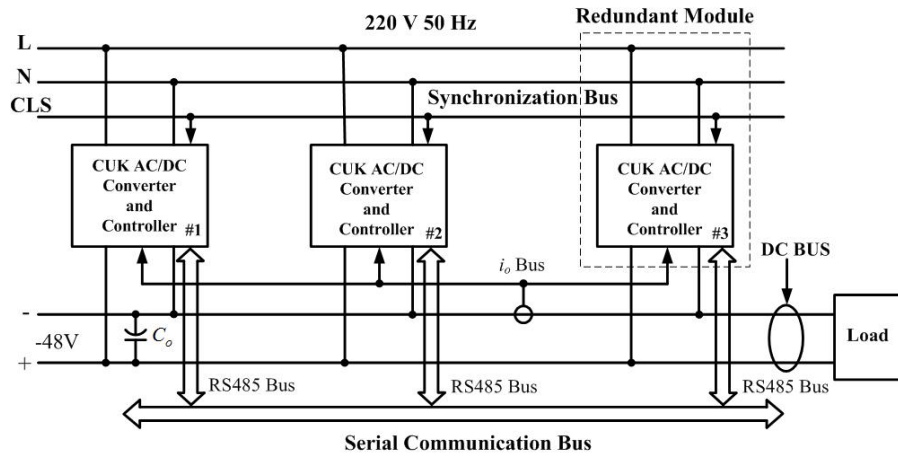 Redundant Module
220 V 50 Hz
L
N
Synchronization Bus
CLS
CUK AC/DC
Converter
and
Controller
#1
CUK AC/DC
Converter
and
Controller
#2
CUK AC/DC
Converter
and
Controller
#3
io Bus
DC BUS
-
-48V
Co
+
Load
RS485 Bus
RS485 Bus
RS485 Bus
Serial Communication Bus